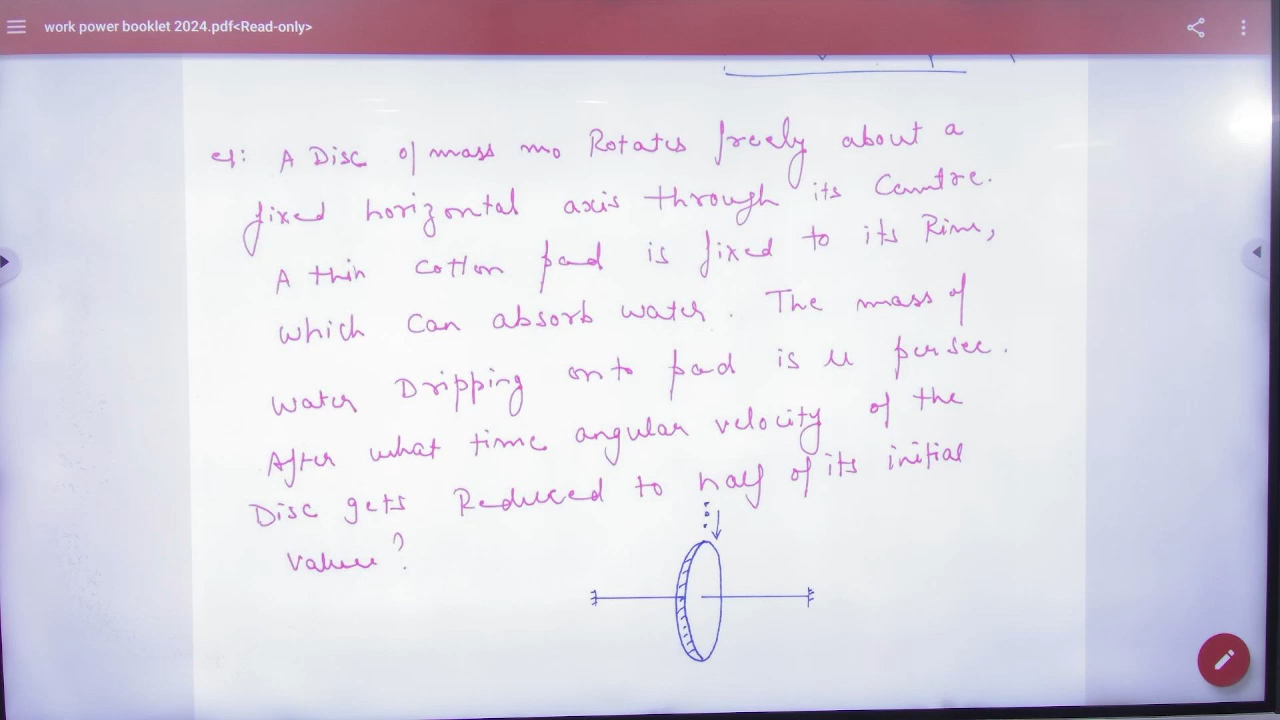 work power booklet 2024.pdf<Read-only>
eg: A Disc of mass m₀ Rotates freely about a
fixed horizontal axis through its Centre.
A thin cotton pad is fixed to its Rim,
which can absorb water. The mass of
water Dripping onto pad is μ per sec.
After what time angular velocity of the
Disc gets Reduced to half of its initial
value?